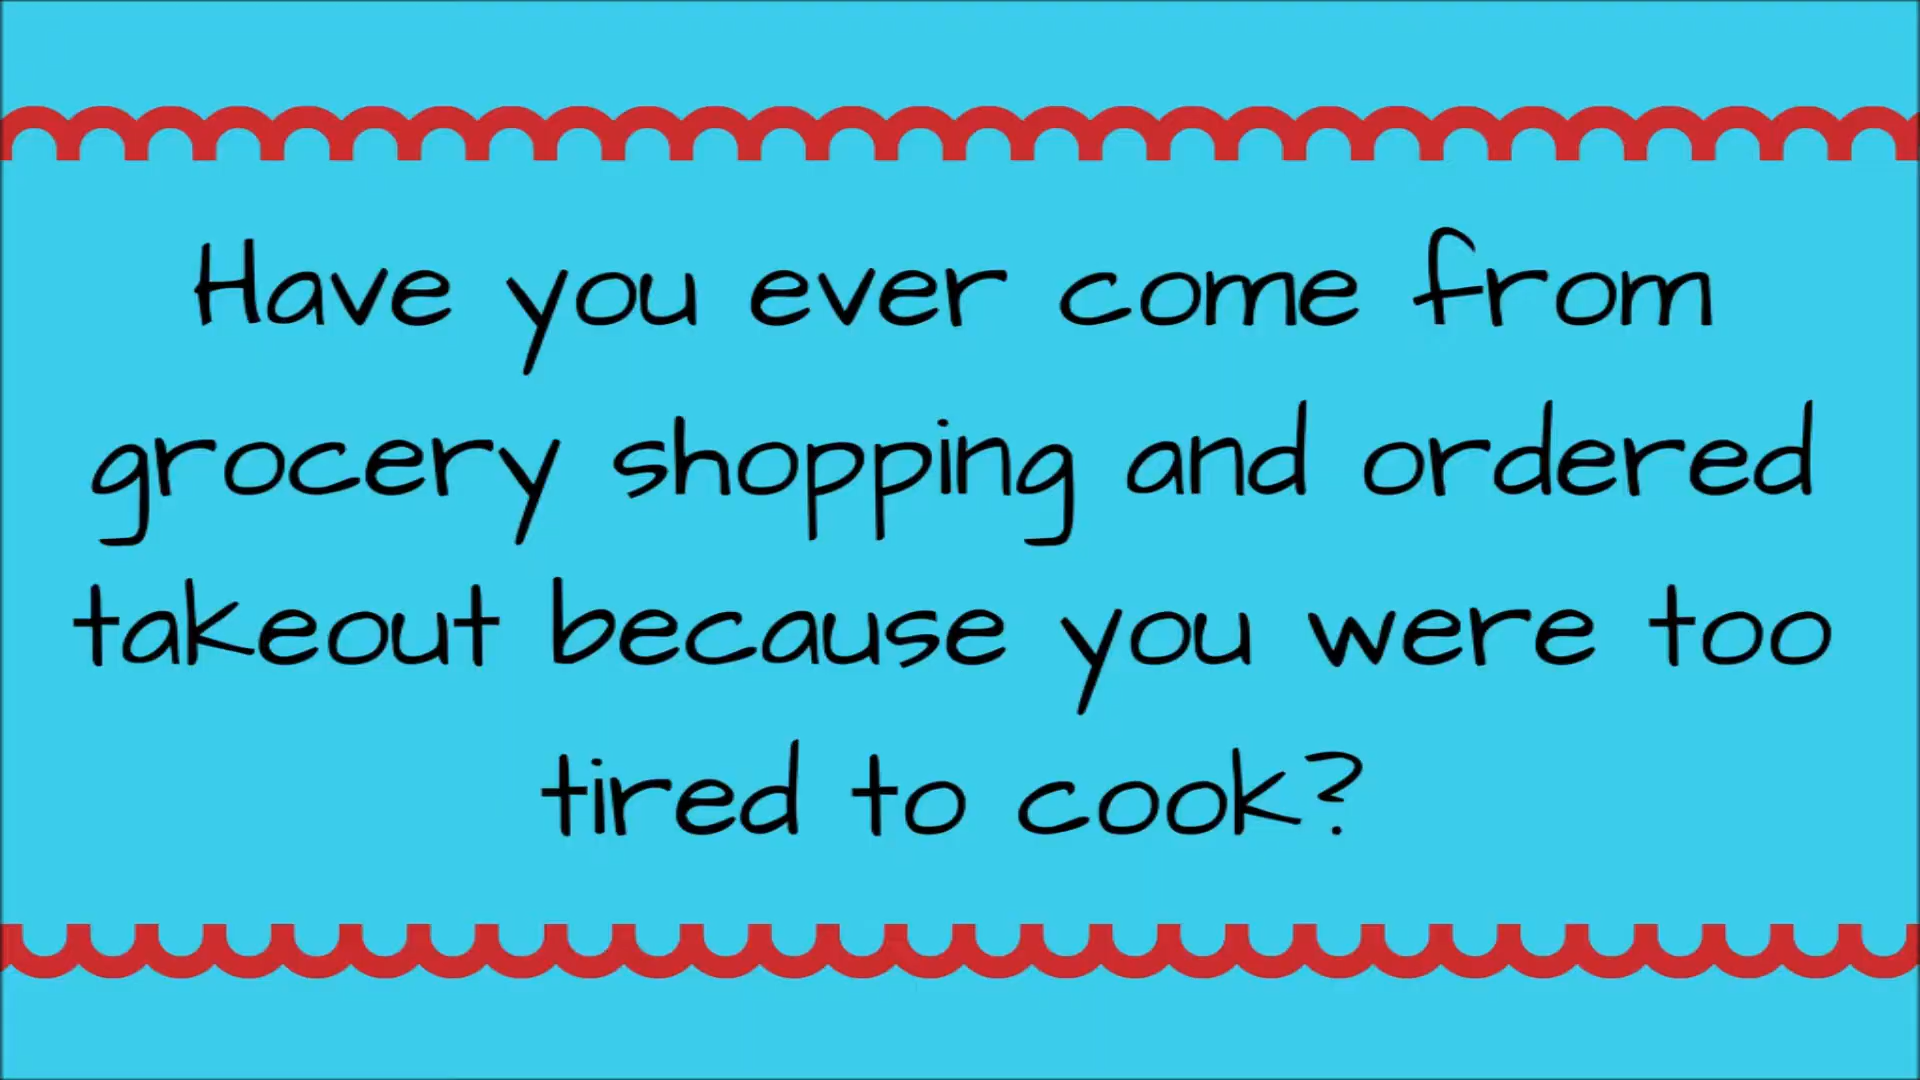 Have you ever come from
grocery shopping and ordered
takeout because you were too
tired to cook?